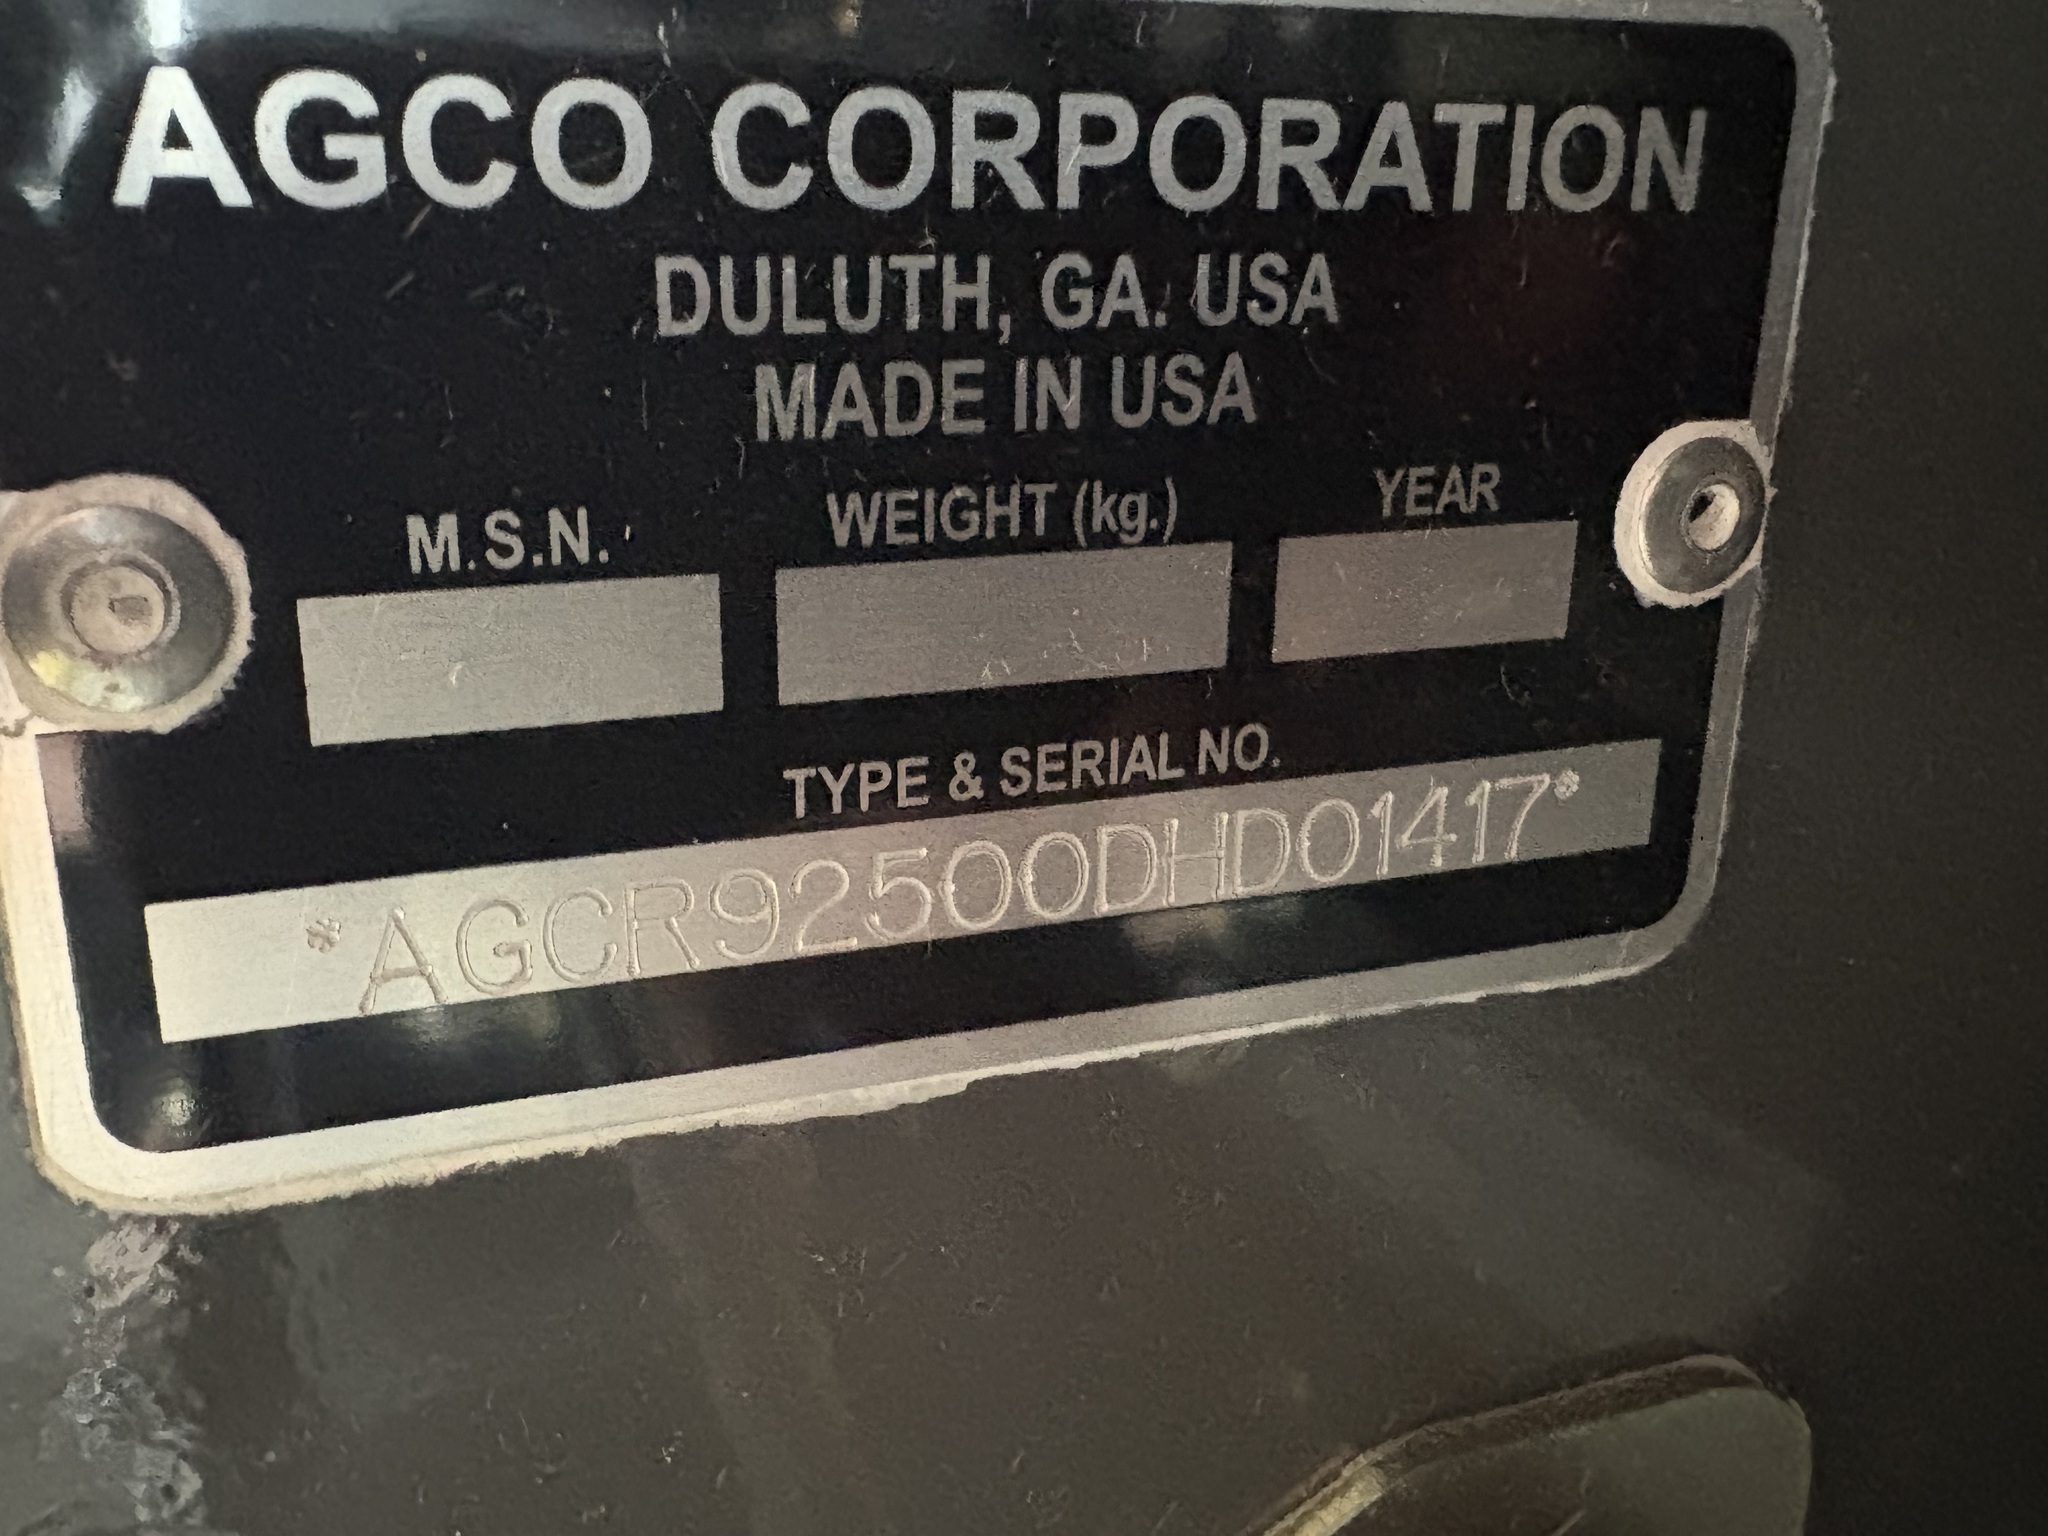 AGCO CORPORATION
DULUTH, GA. USA
MADE IN USA
M.S.N. WEIGHT (kg.) YEAR
TYPE & SERIAL NO.
*AGCR92500DHD01417*